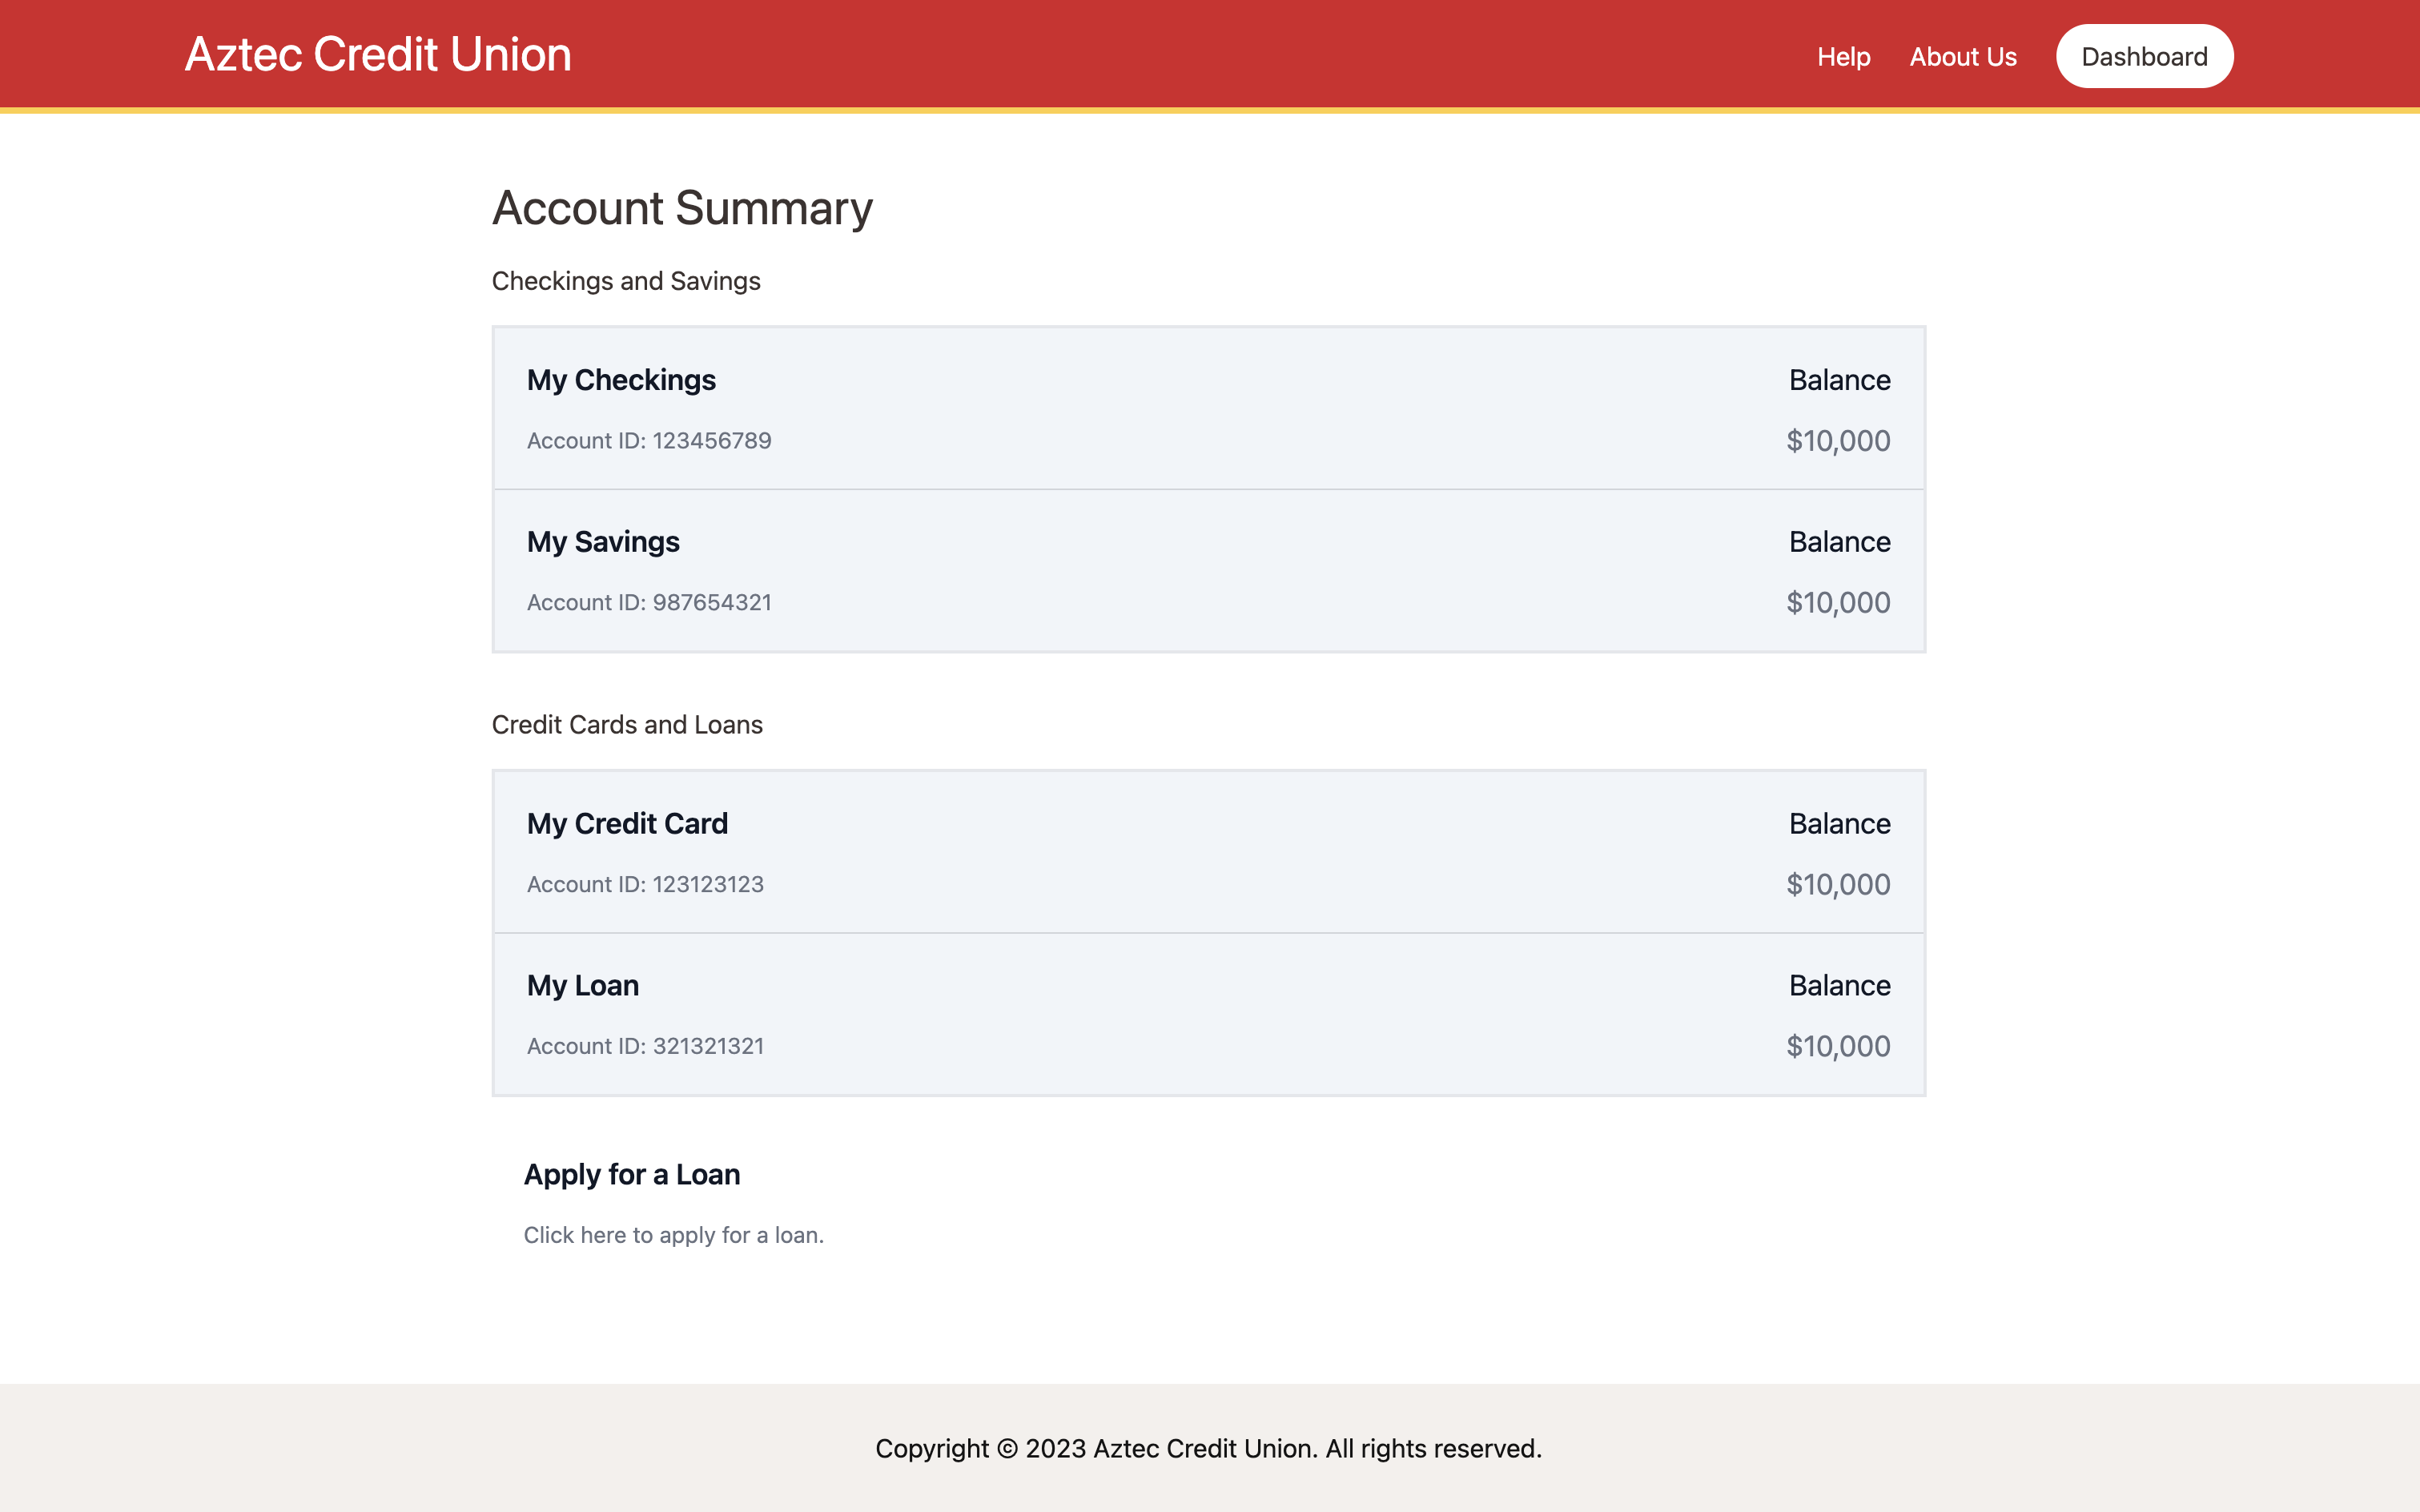 Aztec Credit Union
Help About Us Dashboard
Account Summary
Checkings and Savings
My Checkings Balance
Account ID: 123456789 $10,000
My Savings Balance
Account ID: 987654321 $10,000
Credit Cards and Loans
My Credit Card Balance
Account ID: 123123123 $10,000
My Loan Balance
Account ID: 321321321 $10,000
Apply for a Loan
Click here to apply for a loan.
Copyright © 2023 Aztec Credit Union. All rights reserved.